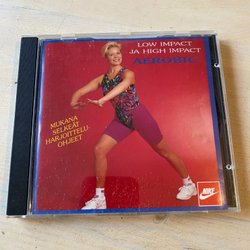 LOW IMPACT
JA HIGH IMPACT
AEROBIC
MUKANA
SELKEÄT
HARJOITTELU-
OHJEET
NIKE